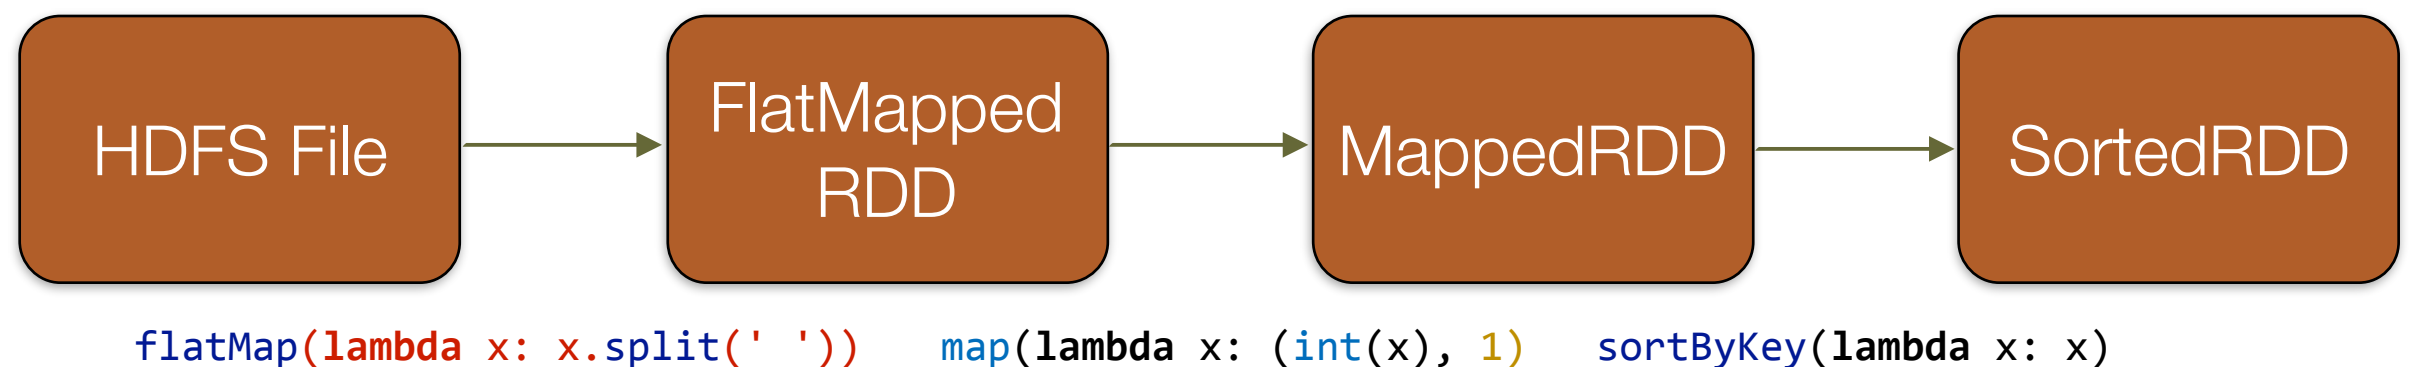 HDFS File
FlatMapped
RDD
MappedRDD
SortedRDD
flatMap(lambda x: x.split(' ')) map(lambda x: (int(x), 1) sortByKey(lambda x: x)